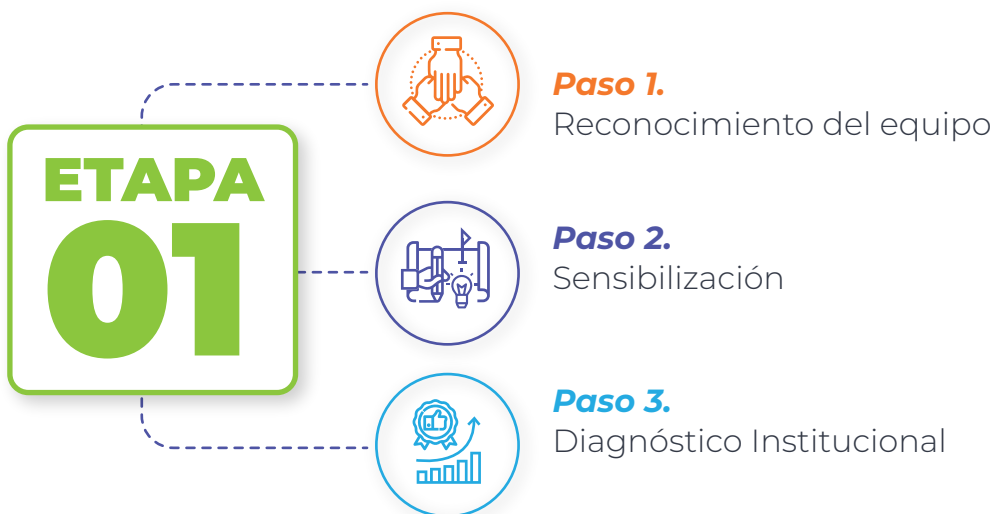 ETAPA
01
Paso 1.
Reconocimiento del equipo
Paso 2.
Sensibilización
Paso 3.
Diagnóstico Institucional